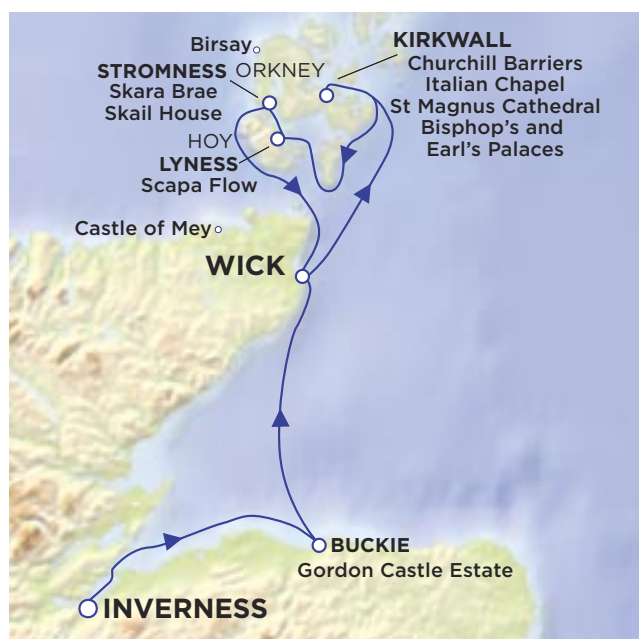 Birsay
STROMNESS
Skara Brae
Skail House
ORKNEY
KIRKWALL
Churchill Barriers
Italian Chapel
St Magnus Cathedral
Bisphop's and
Earl's Palaces
HOY
LYNESS
Scapa Flow
Castle of Mey
WICK
BUCKIE
Gordon Castle Estate
INVERNESS